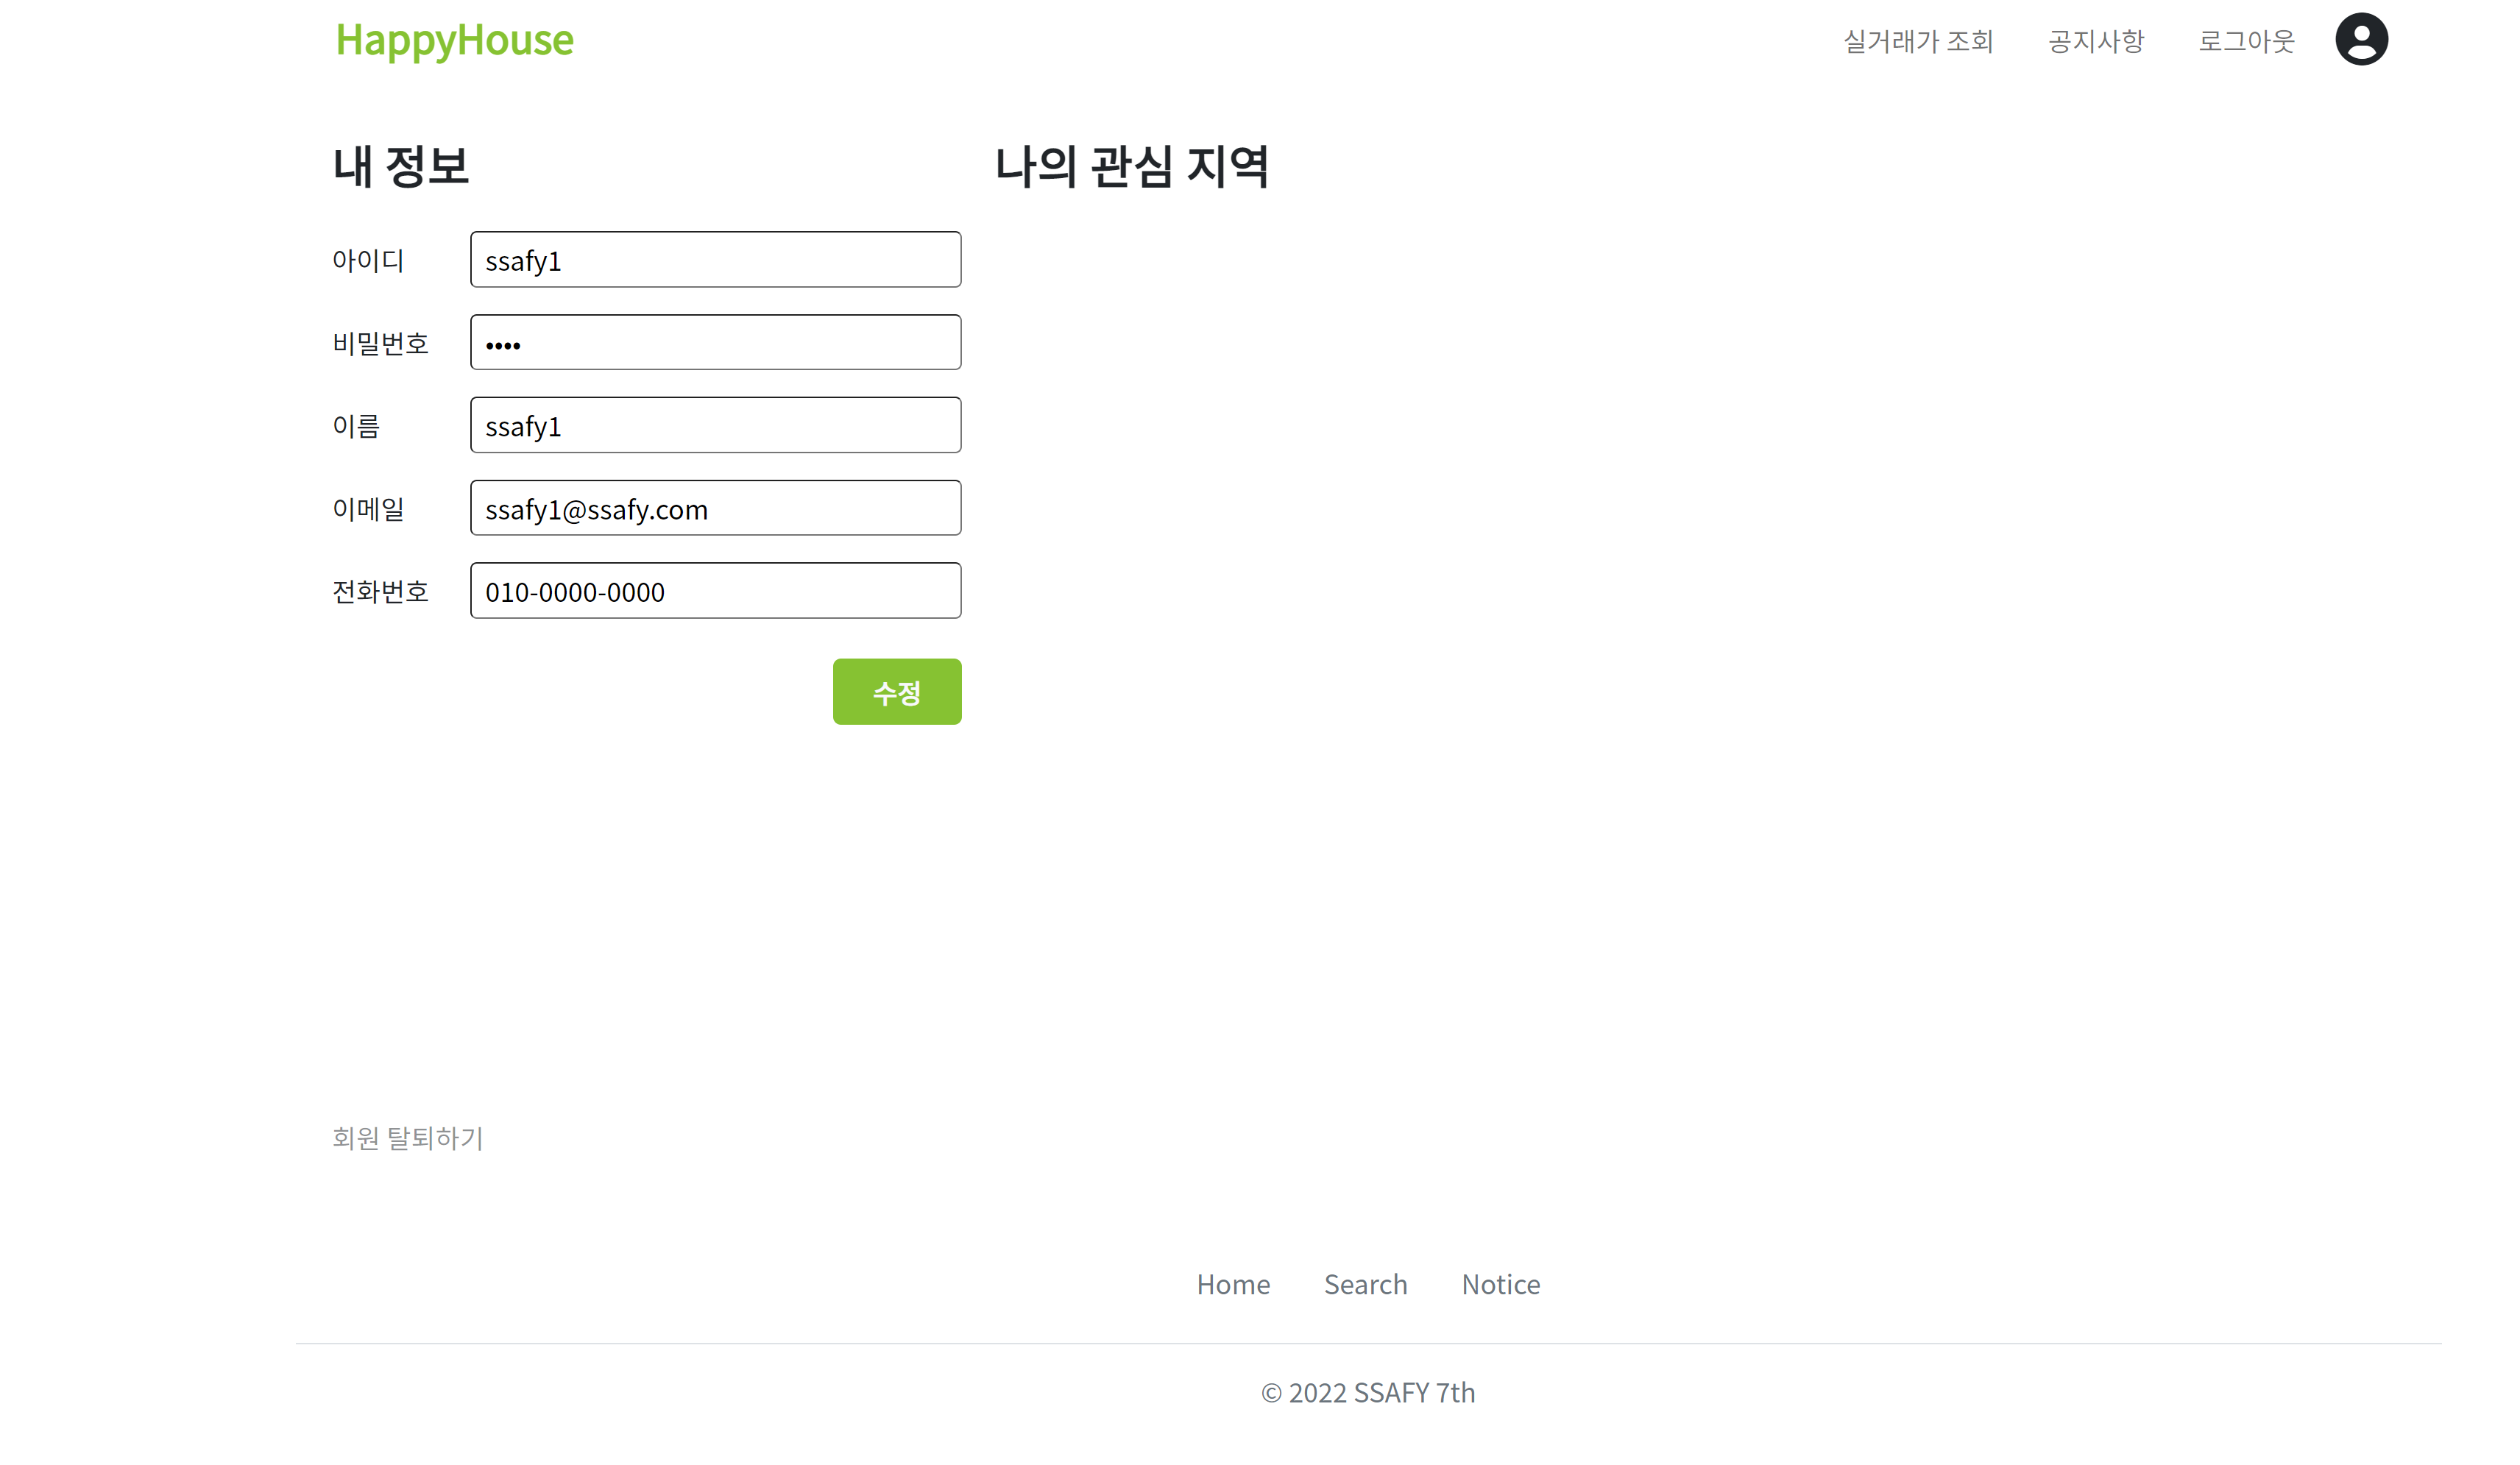 HappyHouse
실거래가 조회 공지사항 로그아웃
내 정보
나의 관심 지역
아이디 ssafy1
비밀번호 ••••
이름 ssafy1
이메일 ssafy1@ssafy.com
전화번호 010-0000-0000
수정
회원 탈퇴하기
Home Search Notice
© 2022 SSAFY 7th